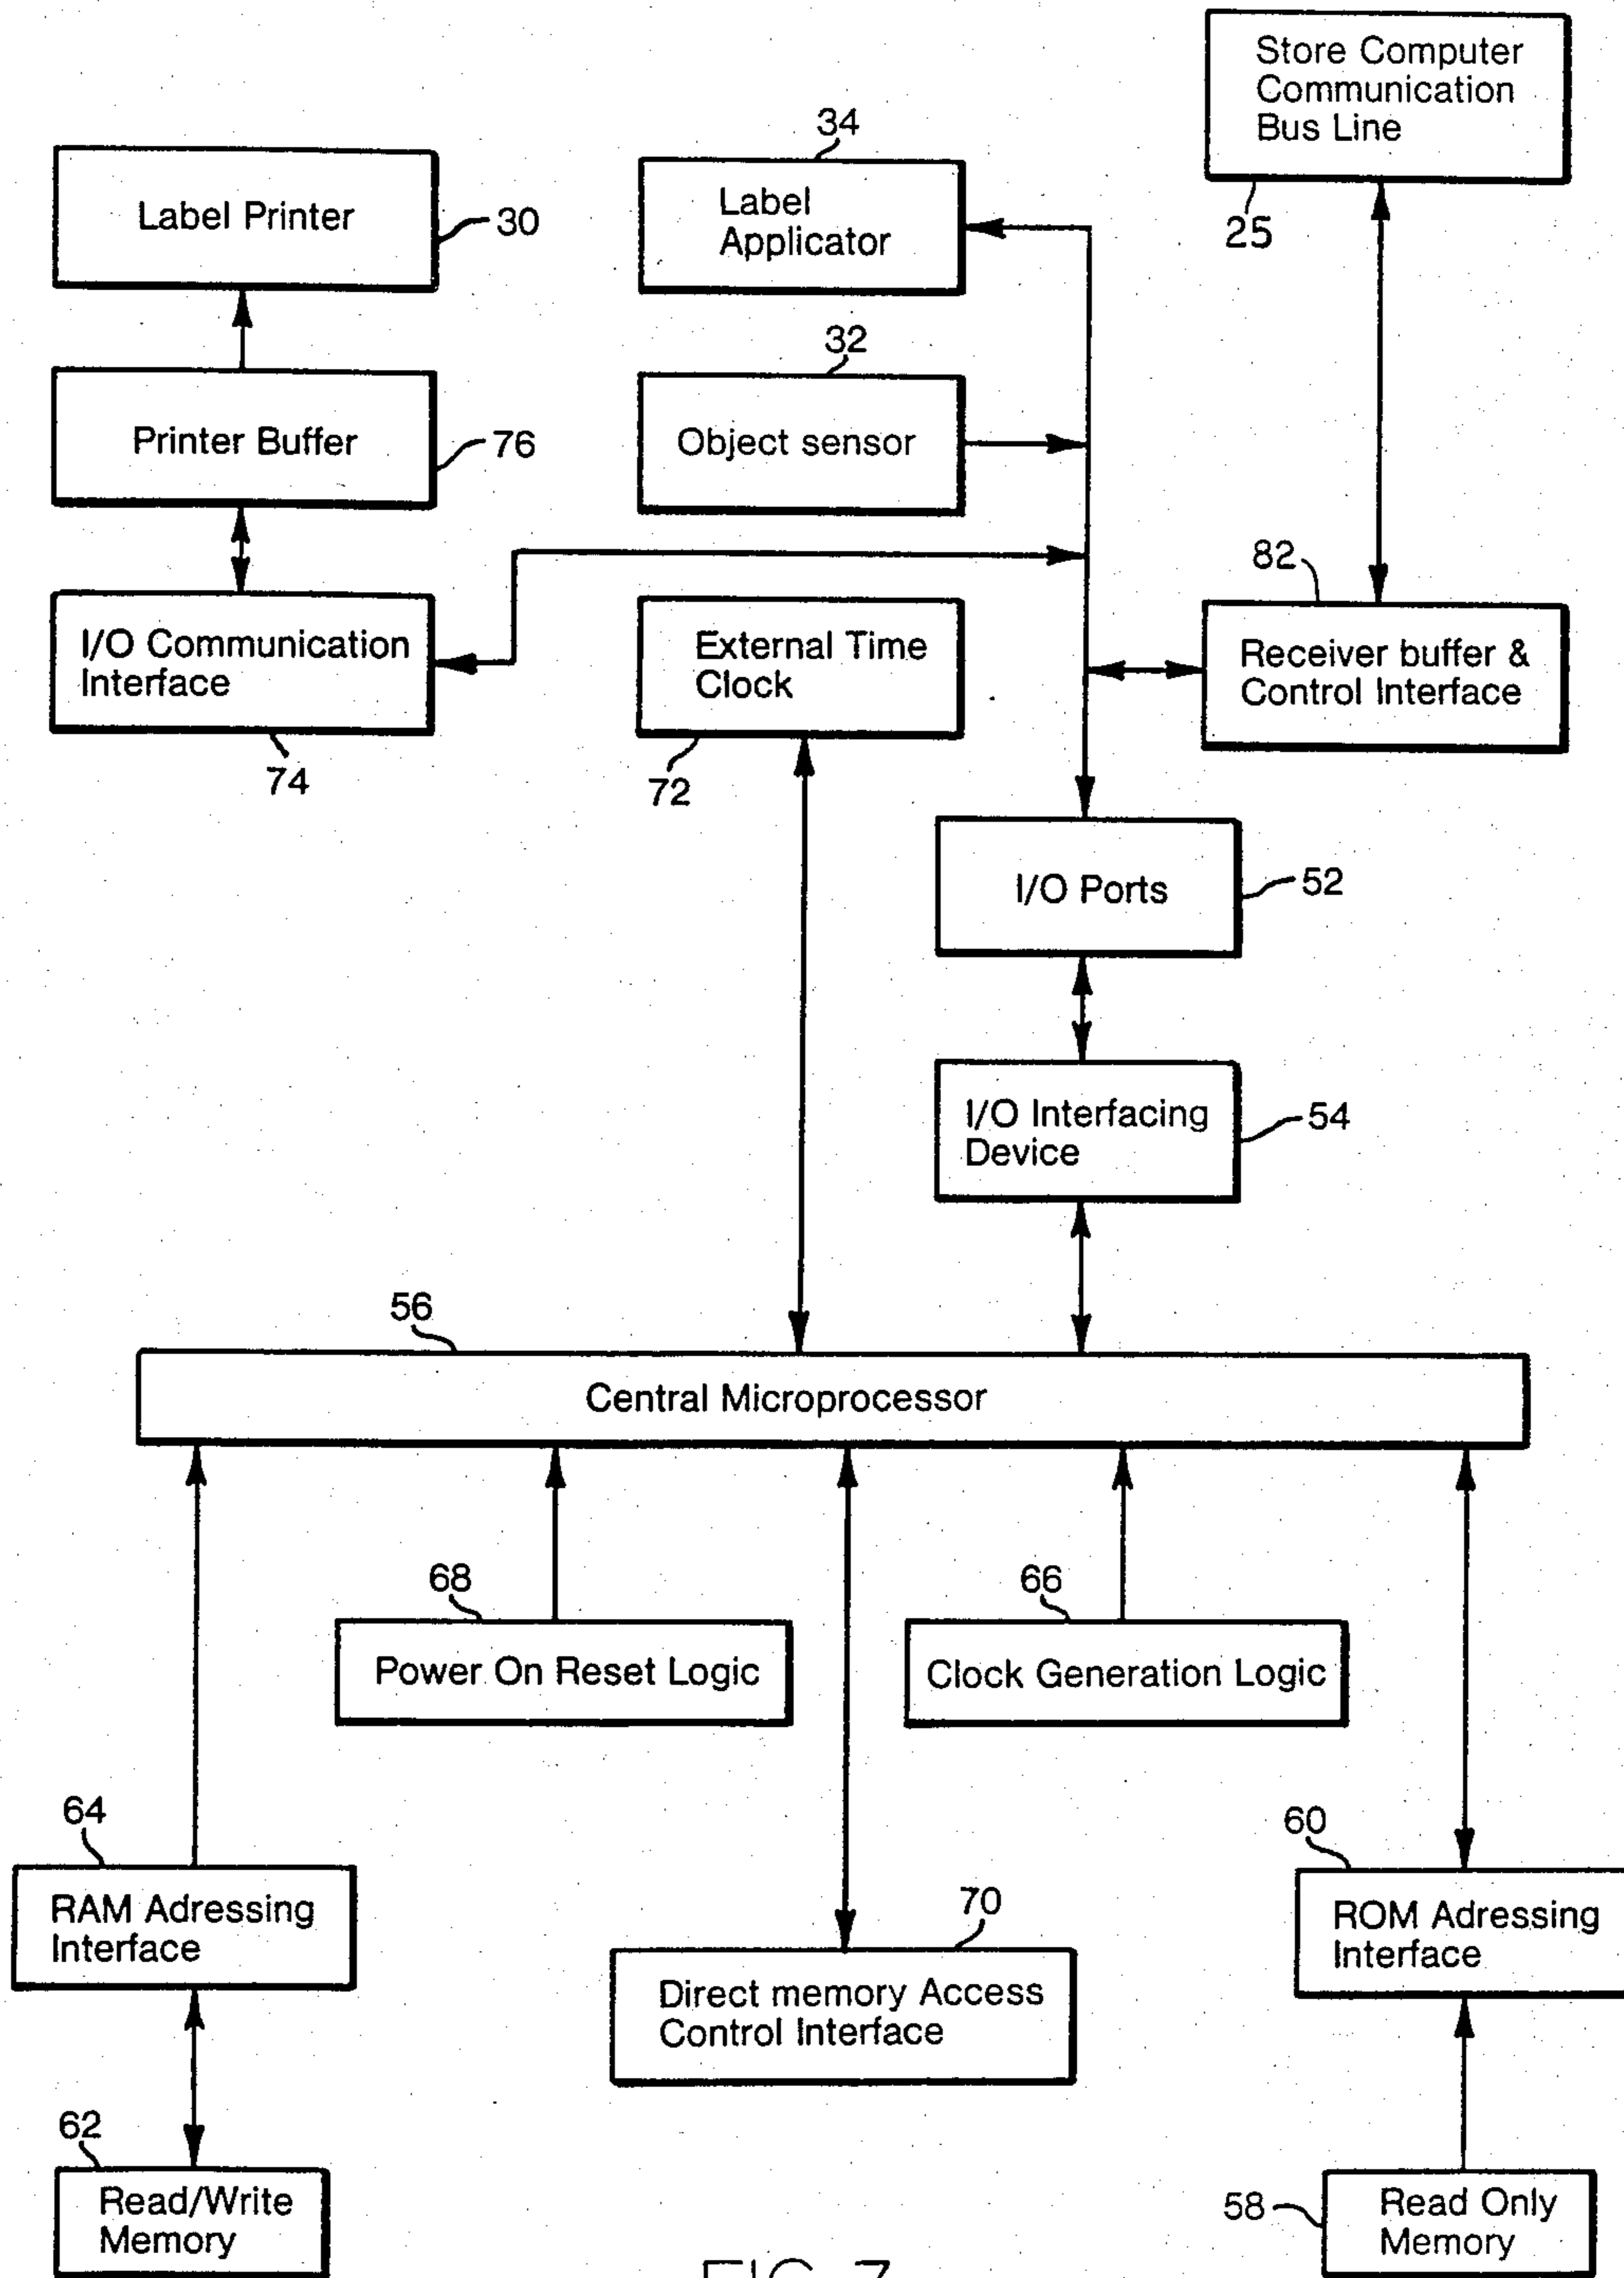 Store Computer
Communication
Bus Line
25
34
Label
Applicator
Label Printer
30
32
Object sensor
Printer Buffer
76
82
Receiver buffer &
Control Interface
I/O Communication
Interface
74
External Time
Clock
72
I/O Ports
52
I/O Interfacing
Device
54
56
Central Microprocessor
68
Power On Reset Logic
66
Clock Generation Logic
64
RAM Adressing
Interface
60
ROM Adressing
Interface
70
Direct memory Access
Control Interface
62
Read/Write
Memory
58
Read Only
Memory
FIG. 7